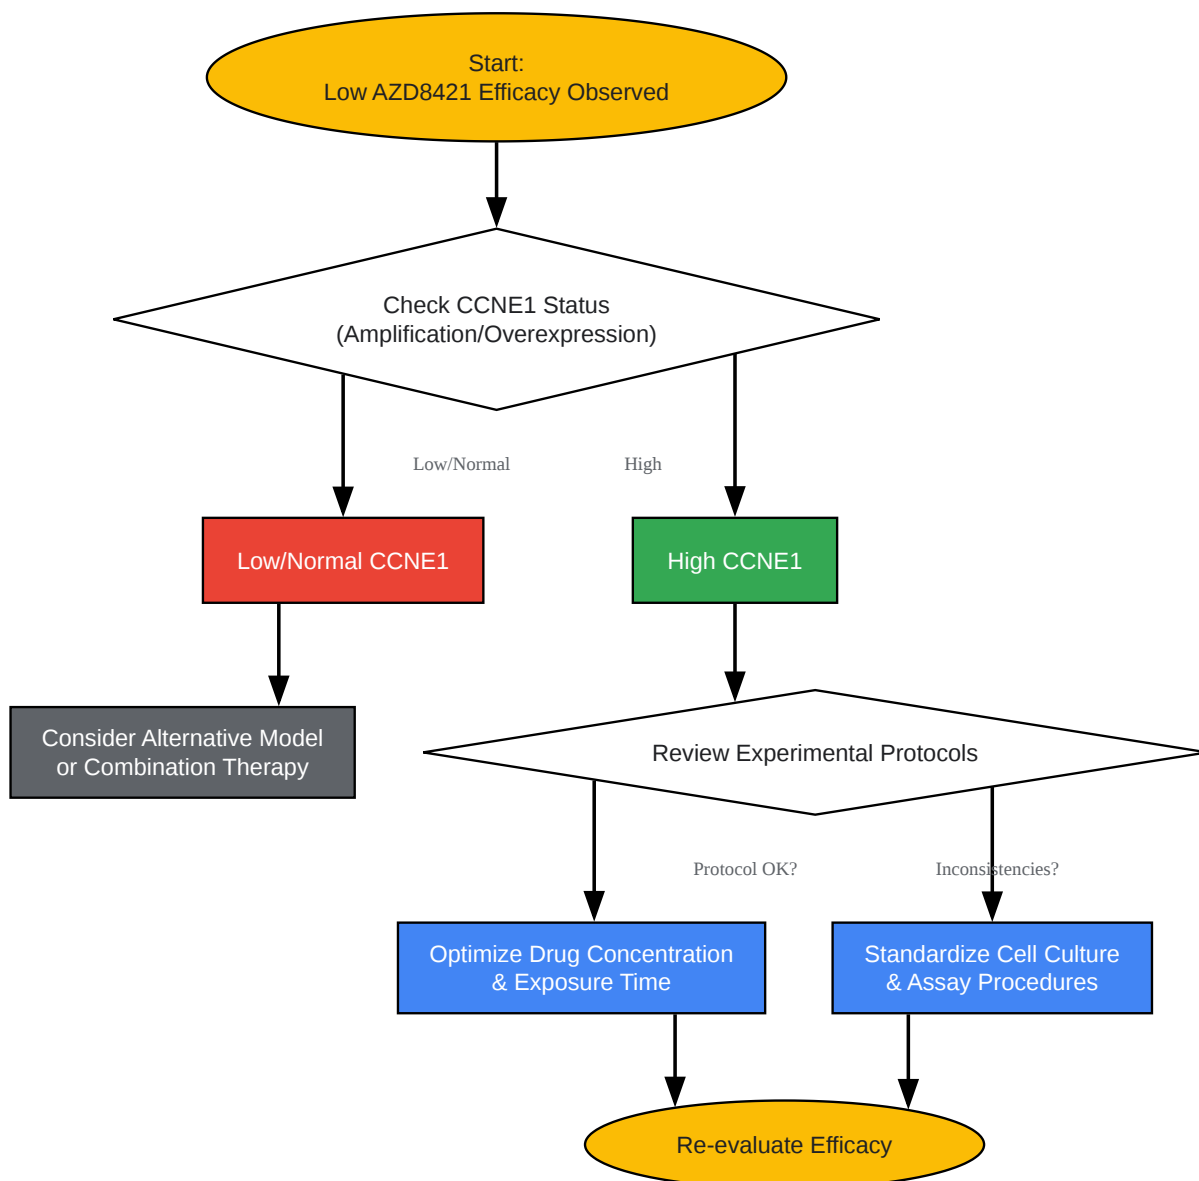 Start:
Low AZD8421 Efficacy Observed
Check CCNE1 Status
(Amplification/Overexpression)
Low/Normal
High
Low/Normal CCNE1
High CCNE1
Consider Alternative Model
or Combination Therapy
Review Experimental Protocols
Protocol OK?
Inconsistencies?
Optimize Drug Concentration
& Exposure Time
Standardize Cell Culture
& Assay Procedures
Re-evaluate Efficacy